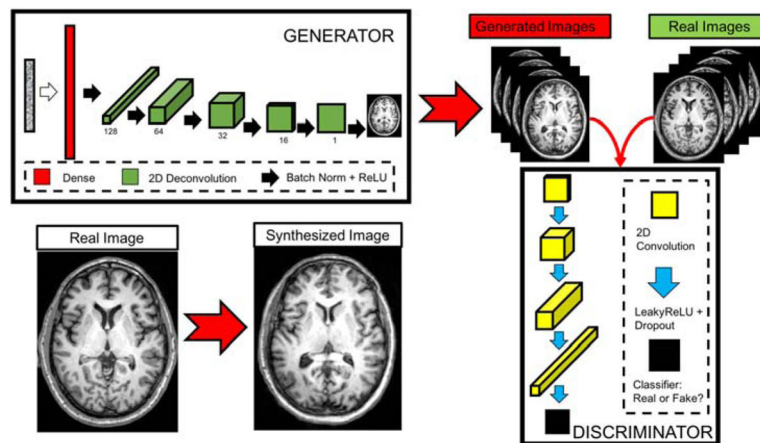 GENERATOR
128
64
32
16
1
Dense
2D Deconvolution
Batch Norm + ReLU
Generated Images
Real Images
Real Image
Synthesized Image
2D
Convolution
LeakyReLU +
Dropout
Classifier:
Real or Fake?
DISCRIMINATOR